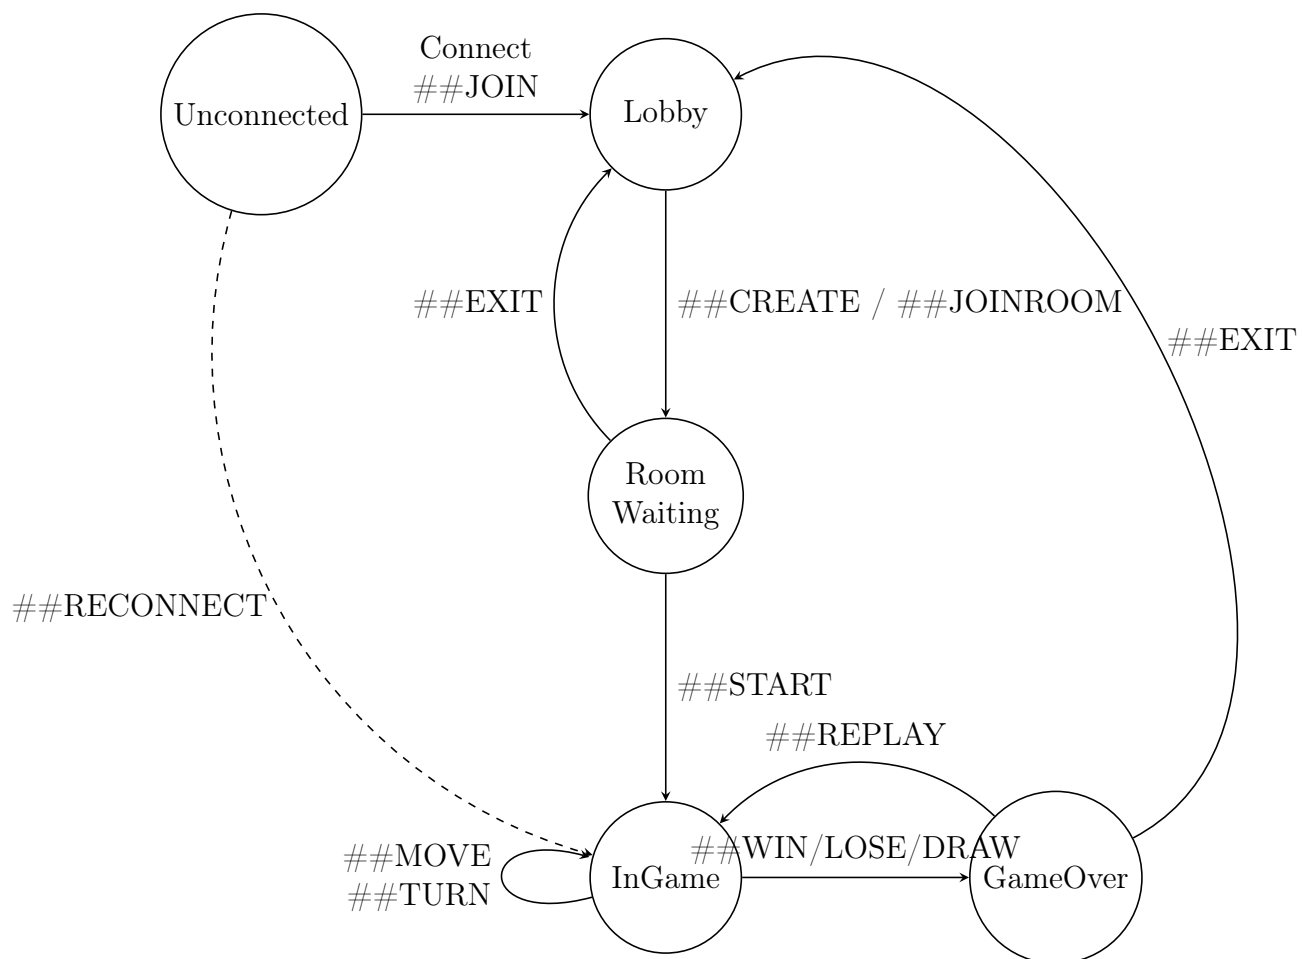 Connect
##JOIN
Unconnected
Lobby
##EXIT
##CREATE / ##JOINROOM
##EXIT
Room
Waiting
##RECONNECT
##START
##REPLAY
##MOVE
##TURN
##WIN/LOSE/DRAW
InGame
GameOver